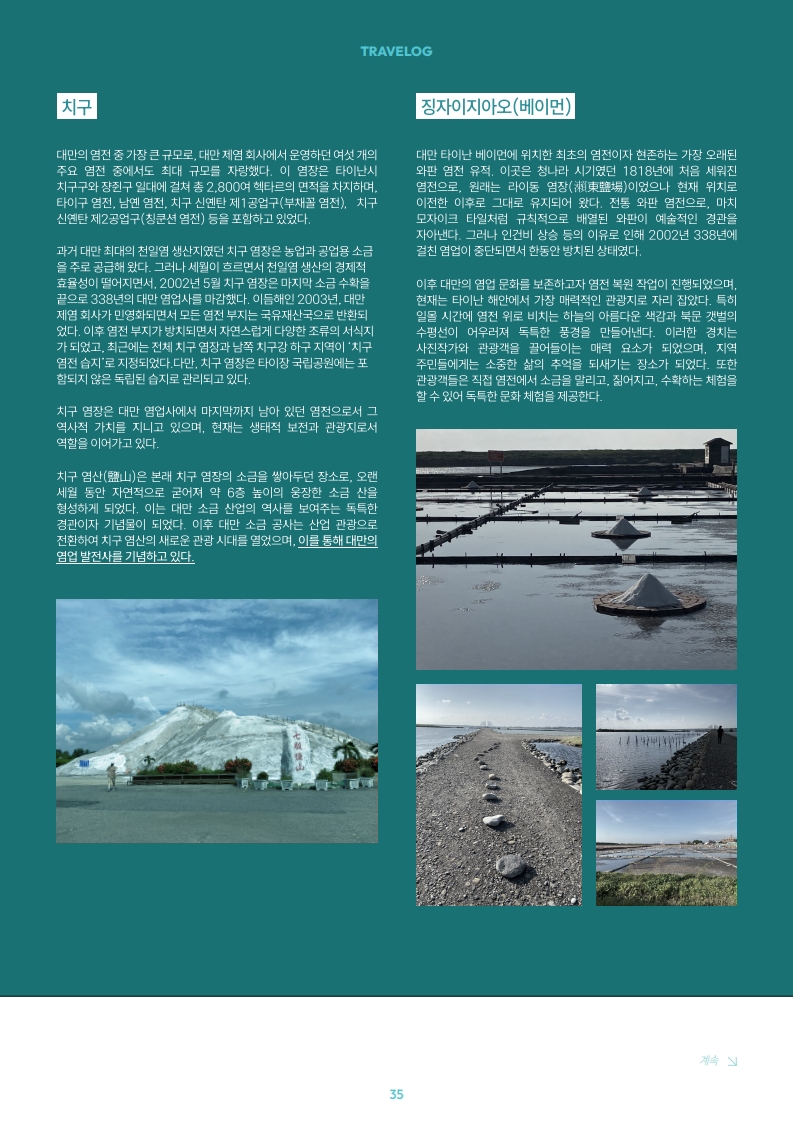 TRAVELOG
치구
대만의 염전 중 가장 큰 규모로, 대만 제염 회사에서 운영하던 여섯 개의
주요 염전 중에서도 최대 규모를 자랑했다. 이 염장은 타이난시
치구구와 쟝쥔구 일대에 걸쳐 총 2,800여 헥타르의 면적을 차지하며,
타이구 염전, 남옌 염전, 치구 신옌탄 제1공업구(부채꼴 염전), 치구
신옌탄 제2공업구(칭쿤션 염전) 등을 포함하고 있었다.
과거 대만 최대의 천일염 생산지였던 치구 염장은 농업과 공업용 소금
을 주로 공급해 왔다. 그러나 세월이 흐르면서 천일염 생산의 경제적
효율성이 떨어지면서, 2002년 5월 치구 염장은 마지막 소금 수확을
끝으로 338년의 대만 염업사를 마감했다. 이듬해인 2003년, 대만
제염 회사가 민영화되면서 모든 염전 부지는 국유재산국으로 반환되
었다. 이후 염전 부지가 방치되면서 자연스럽게 다양한 조류의 서식지
가 되었고, 최근에는 전체 치구 염장과 남쪽 치구강 하구 지역이 ‘치구
염전 습지’로 지정되었다.다만, 치구 염장은 타이장 국립공원에는 포
함되지 않은 독립된 습지로 관리되고 있다.
치구 염장은 대만 염업사에서 마지막까지 남아 있던 염전으로서 그
역사적 가치를 지니고 있으며, 현재는 생태적 보전과 관광지로서
역할을 이어가고 있다.
치구 염산(鹽山)은 본래 치구 염장의 소금을 쌓아두던 장소로, 오랜
세월 동안 자연적으로 굳어져 약 6층 높이의 웅장한 소금 산을
형성하게 되었다. 이는 대만 소금 산업의 역사를 보여주는 독특한
경관이자 기념물이 되었다. 이후 대만 소금 공사는 산업 관광으로
전환하여 치구 염산의 새로운 관광 시대를 열었으며, 이를 통해 대만의
염업 발전사를 기념하고 있다.
七股鹽山
징자이지아오(베이먼)
대만 타이난 베이먼에 위치한 최초의 염전이자 현존하는 가장 오래된
와판 염전 유적. 이곳은 청나라 시기였던 1818년에 처음 세워진
염전으로, 원래는 라이동 염장(瀨東鹽場)이었으나 현재 위치로
이전한 이후로 그대로 유지되어 왔다. 전통 와판 염전으로, 마치
모자이크 타일처럼 규칙적으로 배열된 와판이 예술적인 경관을
자아낸다. 그러나 인건비 상승 등의 이유로 인해 2002년 338년에
걸친 염업이 중단되면서 한동안 방치된 상태였다.
이후 대만의 염업 문화를 보존하고자 염전 복원 작업이 진행되었으며,
현재는 타이난 해안에서 가장 매력적인 관광지로 자리 잡았다. 특히
일몰 시간에 염전 위로 비치는 하늘의 아름다운 색감과 북문 갯벌의
수평선이 어우러져 독특한 풍경을 만들어낸다. 이러한 경치는
사진작가와 관광객을 끌어들이는 매력 요소가 되었으며, 지역
주민들에게는 소중한 삶의 추억을 되새기는 장소가 되었다. 또한
관광객들은 직접 염전에서 소금을 말리고, 짊어지고, 수확하는 체험을
할 수 있어 독특한 문화 체험을 제공한다.
계속
35